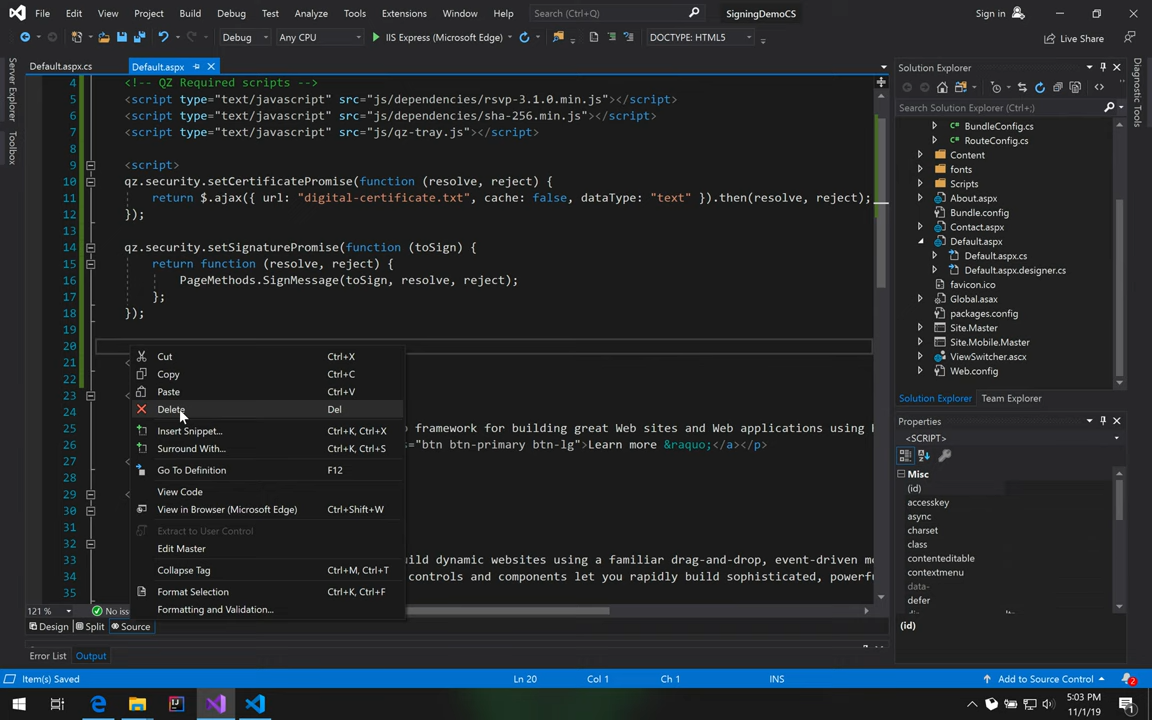 File Edit View Project Build Debug Test Analyze Tools Extensions Window Help Search (Ctrl+Q) SigningDemoCS Sign in
Debug Any CPU IIS Express (Microsoft Edge) DOCTYPE: HTML5 Live Share
Server Explorer
Toolbox
Default.aspx.cs Default.aspx
4 <!-- QZ Required scripts -->
5 <script type="text/javascript" src="js/dependencies/rsvp-3.1.0.min.js"></script>
6 <script type="text/javascript" src="js/dependencies/sha-256.min.js"></script>
7 <script type="text/javascript" src="js/qz-tray.js"></script>
8
9 <script>
10 qz.security.setCertificatePromise(function (resolve, reject) {
11 return $.ajax({ url: "digital-certificate.txt", cache: false, dataType: "text" }).then(resolve, reject);
12 });
13
14 qz.security.setSignaturePromise(function (toSign) {
15 return function (resolve, reject) {
16 PageMethods.SignMessage(toSign, resolve, reject);
17 };
18 });
19
20
21 <
22
23 <
24
25 framework for building great Web sites and Web applications using H
26 s="btn btn-primary btn-lg">Learn more &raquo;</a></p>
27 <
28
29 <
30
31
32
33 ild dynamic websites using a familiar drag-and-drop, event-driven mo
34 controls and components let you rapidly build sophisticated, powerf
35
Cut Ctrl+X
Copy Ctrl+C
Paste Ctrl+V
Delete Del
Insert Snippet... Ctrl+K, Ctrl+X
Surround With... Ctrl+K, Ctrl+S
Go To Definition F12
View Code
View in Browser (Microsoft Edge) Ctrl+Shift+W
Extract to User Control
Edit Master
Collapse Tag Ctrl+M, Ctrl+T
Format Selection Ctrl+K, Ctrl+F
Formatting and Validation...
121 % No iss
Design Split Source
Error List Output
Solution Explorer
Search Solution Explorer (Ctrl+;)
BundleConfig.cs
RouteConfig.cs
Content
fonts
Scripts
About.aspx
Bundle.config
Contact.aspx
Default.aspx
Default.aspx.cs
Default.aspx.designer.cs
favicon.ico
Global.asax
packages.config
Site.Master
Site.Mobile.Master
ViewSwitcher.ascx
Web.config
Solution Explorer Team Explorer
Properties
<SCRIPT>
Misc
(id)
accesskey
async
charset
class
contenteditable
contextmenu
data-
defer
(id)
Diagnostic Tools
Item(s) Saved Ln 20 Col 1 Ch 1 INS Add to Source Control 2
5:03 PM
11/1/19
1